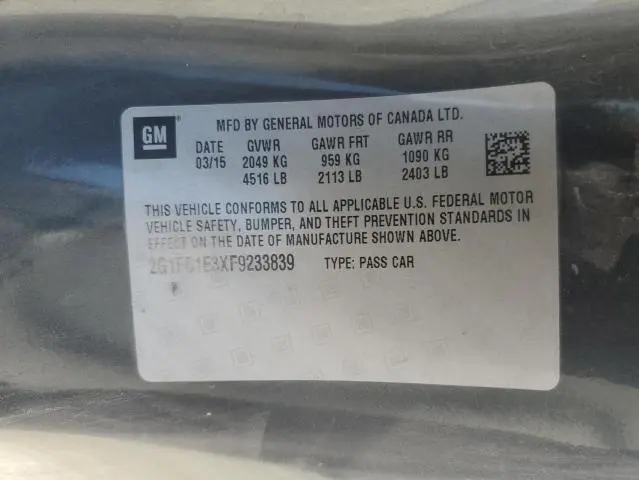 GM
MFD BY GENERAL MOTORS OF CANADA LTD.
DATE GVWR GAWR FRT GAWR RR
03/15 2049 KG 959 KG 1090 KG
4516 LB 2113 LB 2403 LB
THIS VEHICLE CONFORMS TO ALL APPLICABLE U.S. FEDERAL MOTOR
VEHICLE SAFETY, BUMPER, AND THEFT PREVENTION STANDARDS IN
EFFECT ON THE DATE OF MANUFACTURE SHOWN ABOVE.
2G1FC1E3XF9233839 TYPE: PASS CAR